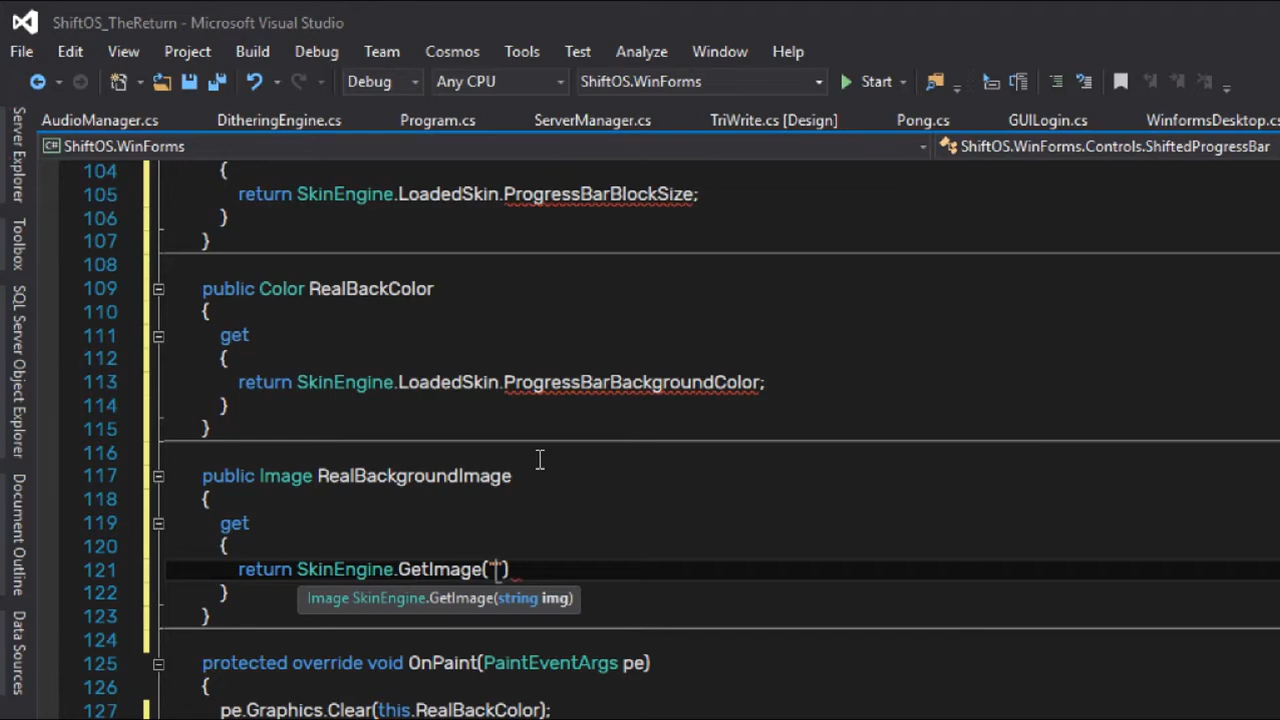 ShiftOS_TheReturn - Microsoft Visual Studio
File Edit View Project Build Debug Team Cosmos Tools Test Analyze Window Help
Debug Any CPU ShiftOS.WinForms Start
AudioManager.cs DitheringEngine.cs Program.cs ServerManager.cs TriWrite.cs [Design] Pong.cs GUILogin.cs WinformsDesktop.cs
C# ShiftOS.WinForms ShiftOS.WinForms.Controls.ShiftedProgressBar
Server Explorer
Toolbox
SQL Server Object Explorer
Document Outline
Data Sources
104 {
105 return SkinEngine.LoadedSkin.ProgressBarBlockSize;
106 }
107 }
108
109 public Color RealBackColor
110 {
111 get
112 {
113 return SkinEngine.LoadedSkin.ProgressBarBackgroundColor;
114 }
115 }
116
117 public Image RealBackgroundImage
118 {
119 get
120 {
121 return SkinEngine.GetImage("")
122 }
Image SkinEngine.GetImage(string img)
123 }
124
125 protected override void OnPaint(PaintEventArgs pe)
126 {
127 pe.Graphics.Clear(this.RealBackColor);